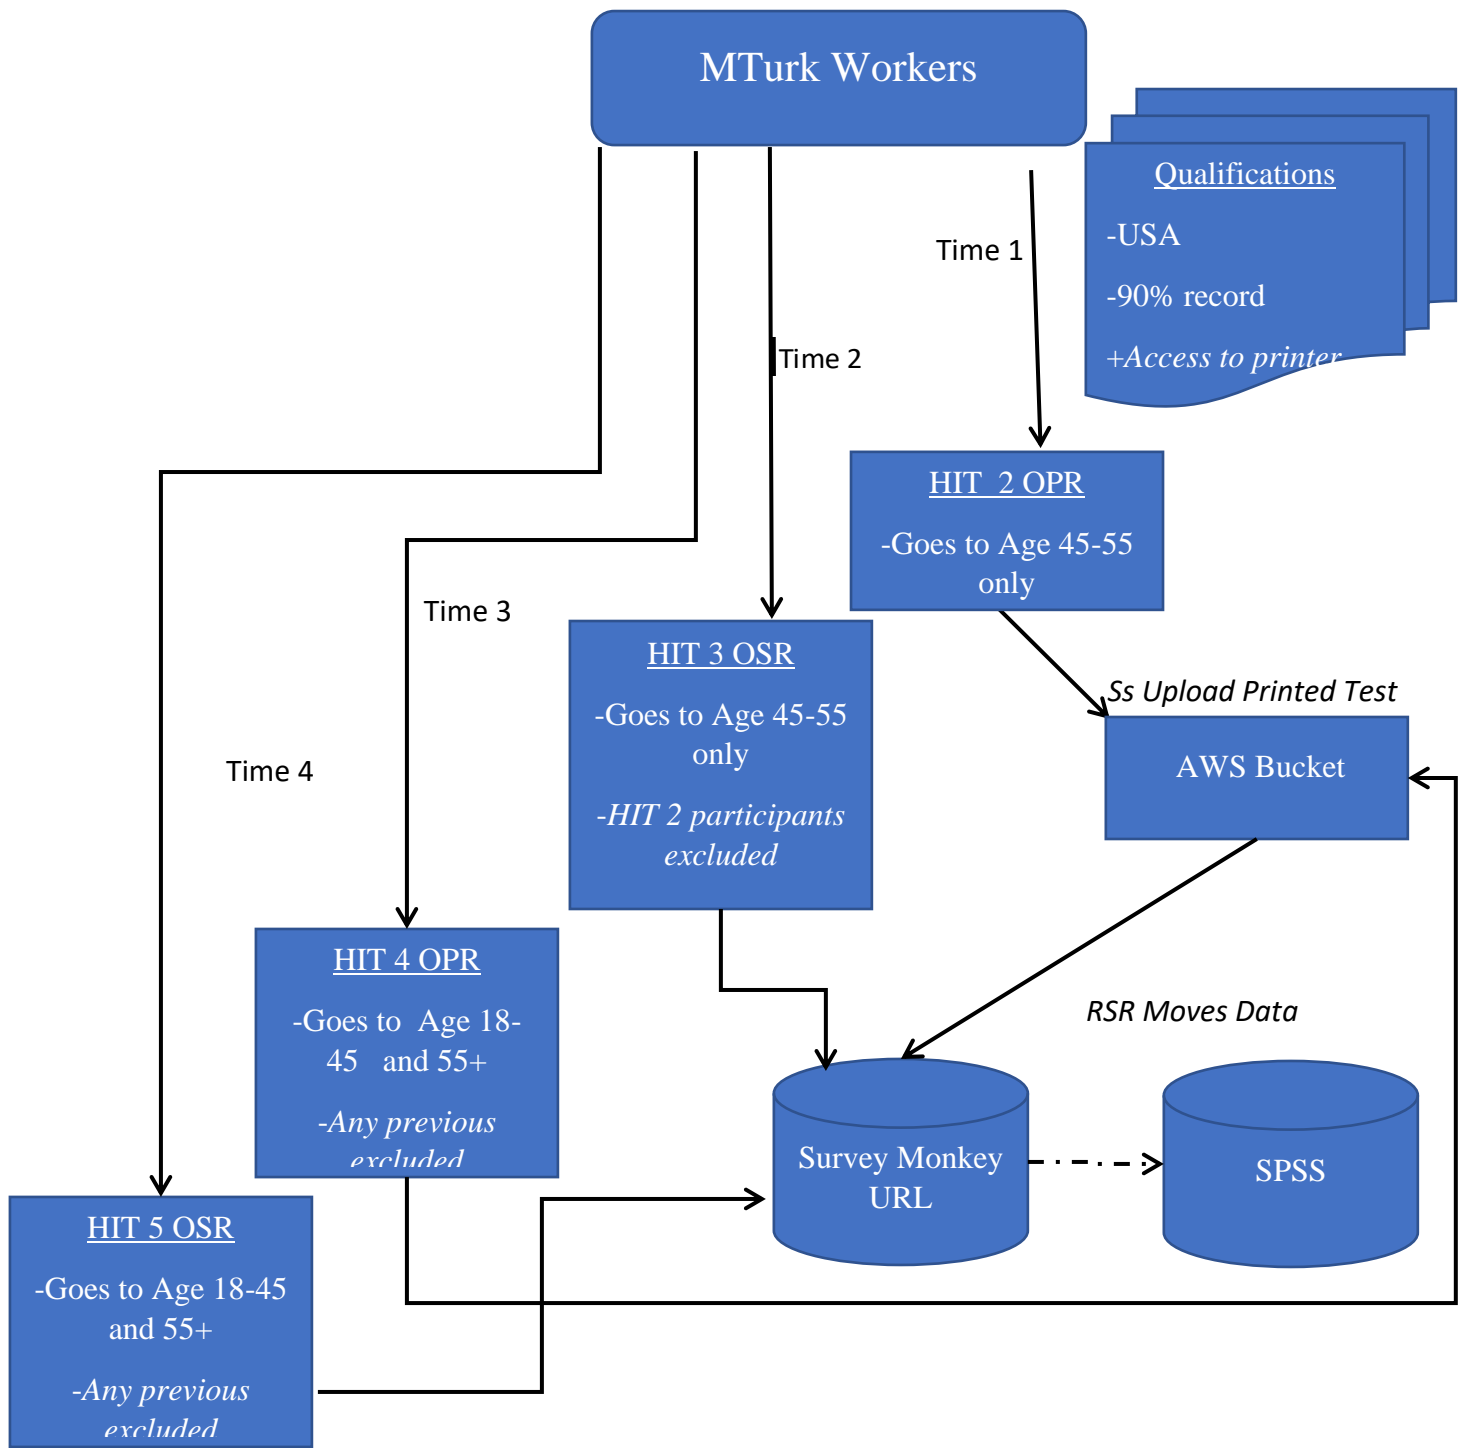 MTurk Workers
Qualifications
-USA
-90% record
+Access to printer
Time 1
Time 2
HIT  2 OPR
-Goes to Age 45-55
only
Time 3
HIT 3 OSR
-Goes to Age 45-55
only
-HIT 2 participants
excluded
Ss Upload Printed Test
AWS Bucket
Time 4
HIT 4 OPR
-Goes to  Age 18-
45   and 55+
-Any previous
excluded
RSR Moves Data
Survey Monkey
URL
SPSS
HIT 5 OSR
-Goes to Age 18-45
and 55+
-Any previous
excluded